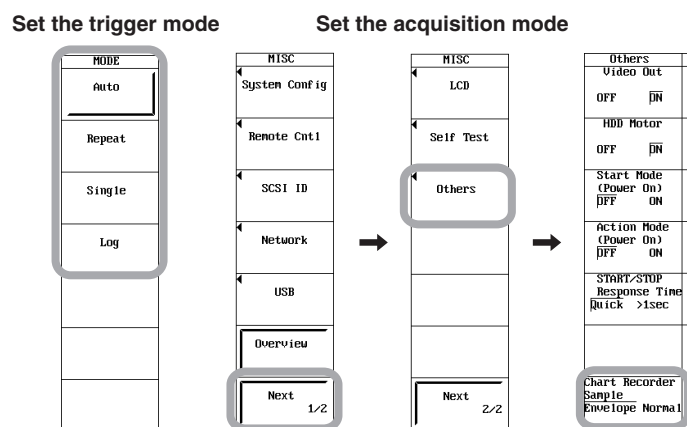 Set the trigger mode
Set the acquisition mode
MODE
Auto
Repeat
Single
Log
MISC
System Config
Remote Cntl
SCSI ID
Network
USB
Overview
Next
1/2
MISC
LCD
Self Test
Others
Next
2/2
Others
Video Out
OFF ON
HDD Motor
OFF ON
Start Mode
(Power On)
OFF ON
Action Mode
(Power On)
OFF ON
START/STOP
Response Time
Quick >1sec
Chart Recorder
Sample
Envelope Normal